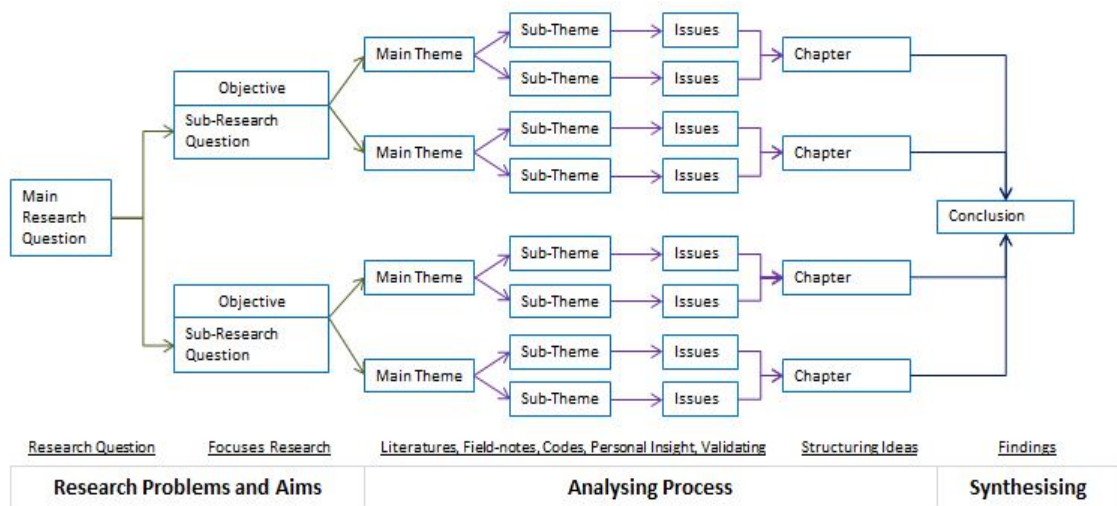 Main
Research
Question
Objective
Sub-Research
Question
Objective
Sub-Research
Question
Main Theme
Main Theme
Main Theme
Main Theme
Sub-Theme
Sub-Theme
Sub-Theme
Sub-Theme
Sub-Theme
Sub-Theme
Sub-Theme
Sub-Theme
Issues
Issues
Issues
Issues
Issues
Issues
Issues
Issues
Chapter
Chapter
Chapter
Chapter
Conclusion
Research Question
Focuses Research
Literatures, Field-notes, Codes, Personal Insight, Validating
Structuring Ideas
Findings
Research Problems and Aims
Analysing Process
Synthesising